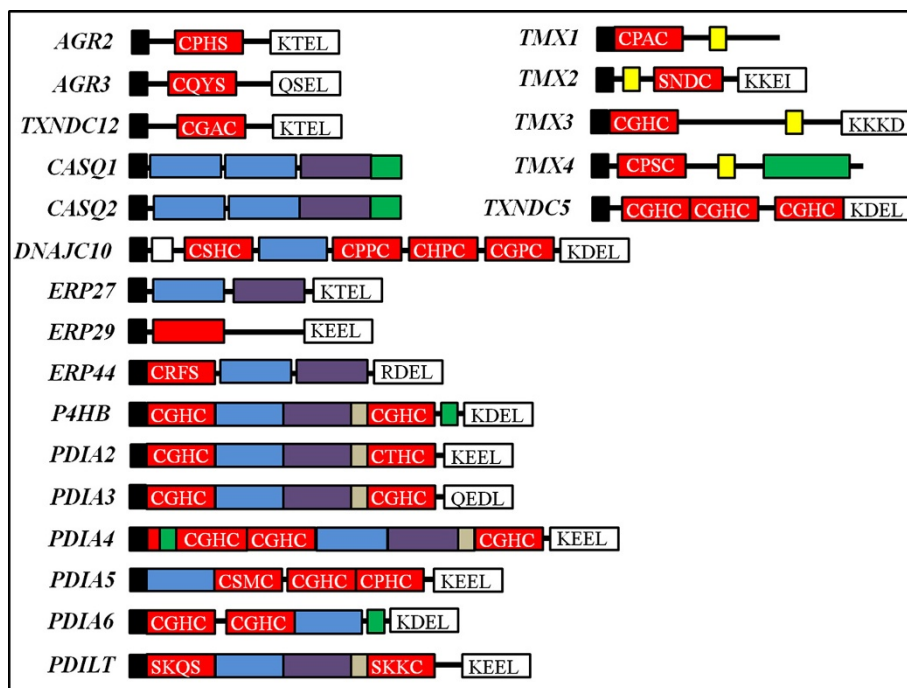 AGR2 CPHS KTEL
AGR3 CQYS QSEL
TXNDC12 CGAC KTEL
CASQ1
CASQ2
DNAJC10 CSHC CPPC CHPC CGPC KDEL
ERP27 KTEL
ERP29 KEEL
ERP44 CRFS RDEL
P4HB CGHC CGHC KDEL
PDIA2 CGHC CTHC KEEL
PDIA3 CGHC CGHC QEDL
PDIA4 CGHC CGHC CGHC KEEL
PDIA5 CSMC CGHC CPHC KEEL
PDIA6 CGHC CGHC KDEL
PDILT SKQS SKKC KEEL
TMX1 CPAC
TMX2 SNDC KKEI
TMX3 CGHC KKKD
TMX4 CPSC
TXNDC5 CGHC CGHC CGHC KDEL